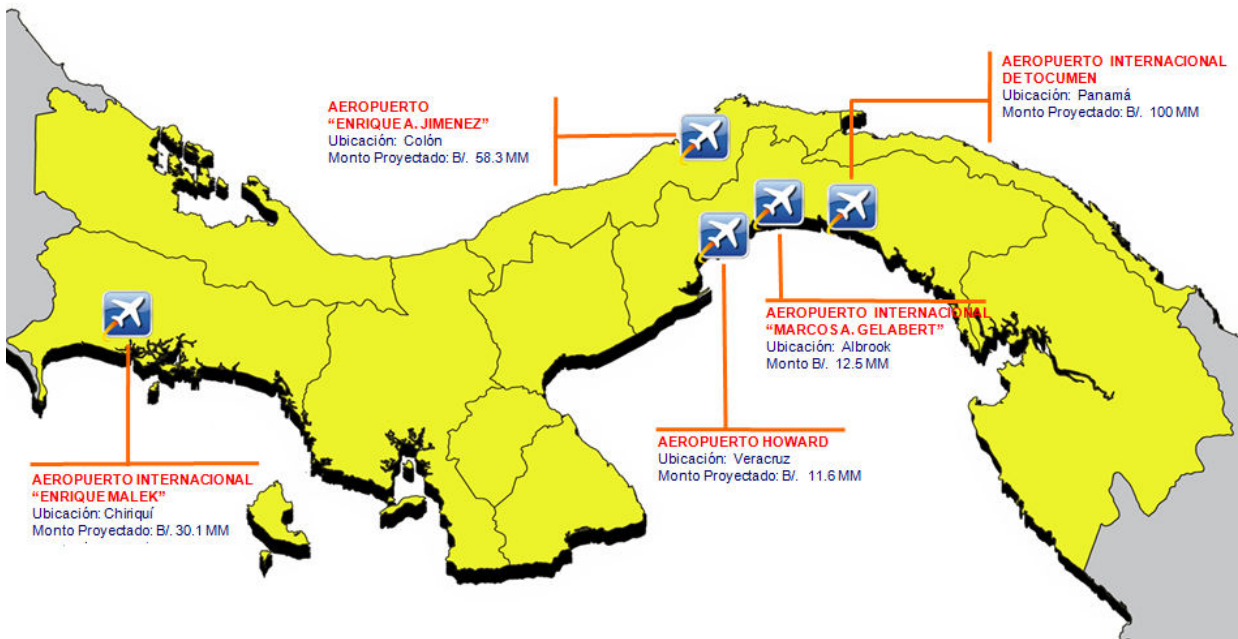 AEROPUERTO INTERNACIONAL
DE TOCUMEN
Ubicación: Panamá
Monto Proyectado: B/. 100 MM
AEROPUERTO
“ENRIQUE A. JIMENEZ”
Ubicación: Colón
Monto Proyectado: B/. 58.3 MM
AEROPUERTO INTERNACIONAL
“MARCOS A. GELABERT”
Ubicación: Albrook
Monto B/. 12.5 MM
AEROPUERTO HOWARD
Ubicación: Veracruz
Monto Proyectado: B/. 11.6 MM
AEROPUERTO INTERNACIONAL
“ENRIQUE MALEK”
Ubicación: Chiriquí
Monto Proyectado: B/. 30.1 MM